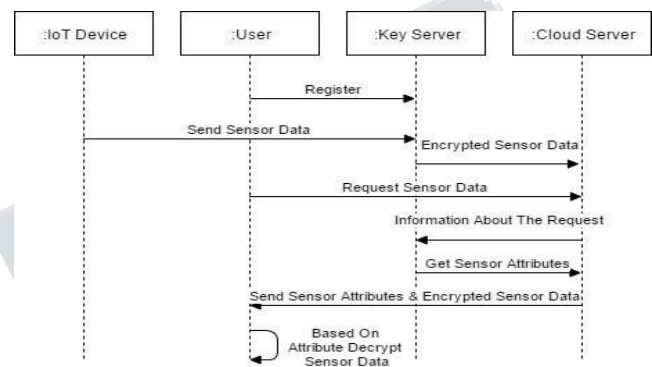 :IoT Device
:User
:Key Server
:Cloud Server
Register
Send Sensor Data
Encrypted Sensor Data
Request Sensor Data
Information About The Request
Get Sensor Attributes
Send Sensor Attributes & Encrypted Sensor Data
Based On
Attribute Decrypt
Sensor Data